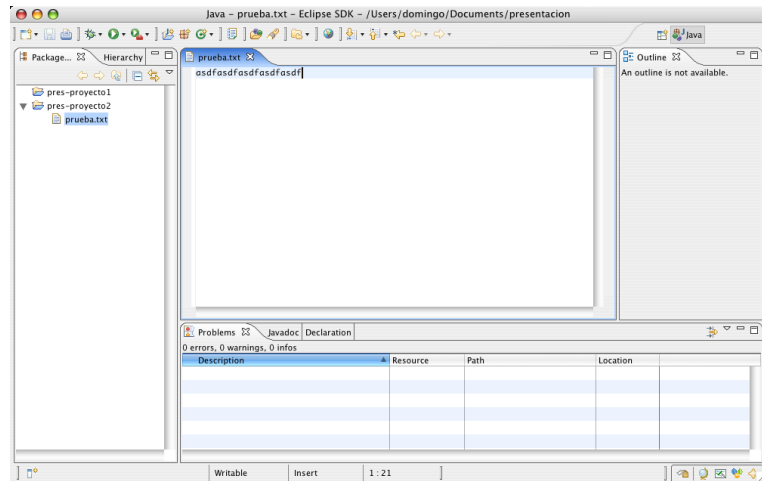 Java – prueba.txt – Eclipse SDK – /Users/domingo/Documents/presentacion
Java
Package... Hierarchy
prueba.txt
Outline
asdfasdfasdfasdfasdf
An outline is not available.
pres-proyecto1
pres-proyecto2
prueba.txt
Problems Javadoc Declaration
0 errors, 0 warnings, 0 infos
Description Resource Path Location
Writable Insert 1 : 21